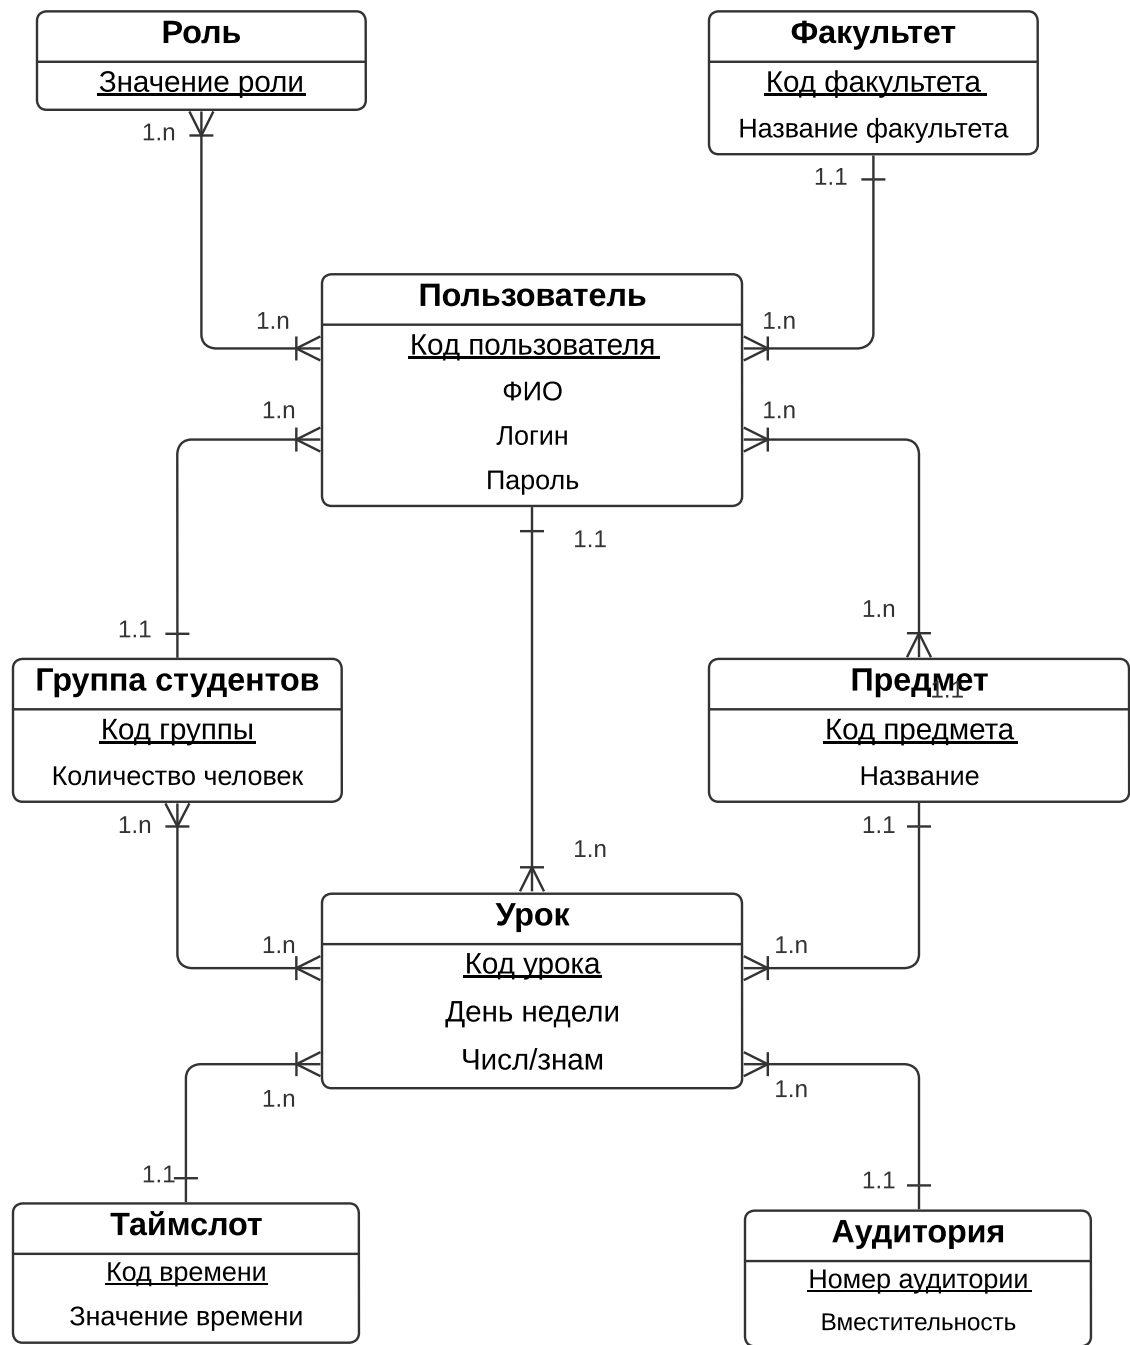 Роль
Значение роли
1.n
Факультет
Код факультета
Название факультета
1.1
1.n
1.n
Пользователь
Код пользователя
ФИО
Логин
Пароль
1.n
1.n
1.1
1.1
1.n
Группа студентов
Код группы
Количество человек
1.n
Предмет
1.1
Код предмета
Название
1.1
1.n
1.n
1.n
Урок
Код урока
День недели
Числ/знам
1.n
1.n
1.1
1.1
Таймслот
Код времени
Значение времени
Аудитория
Номер аудитории
Вместительность